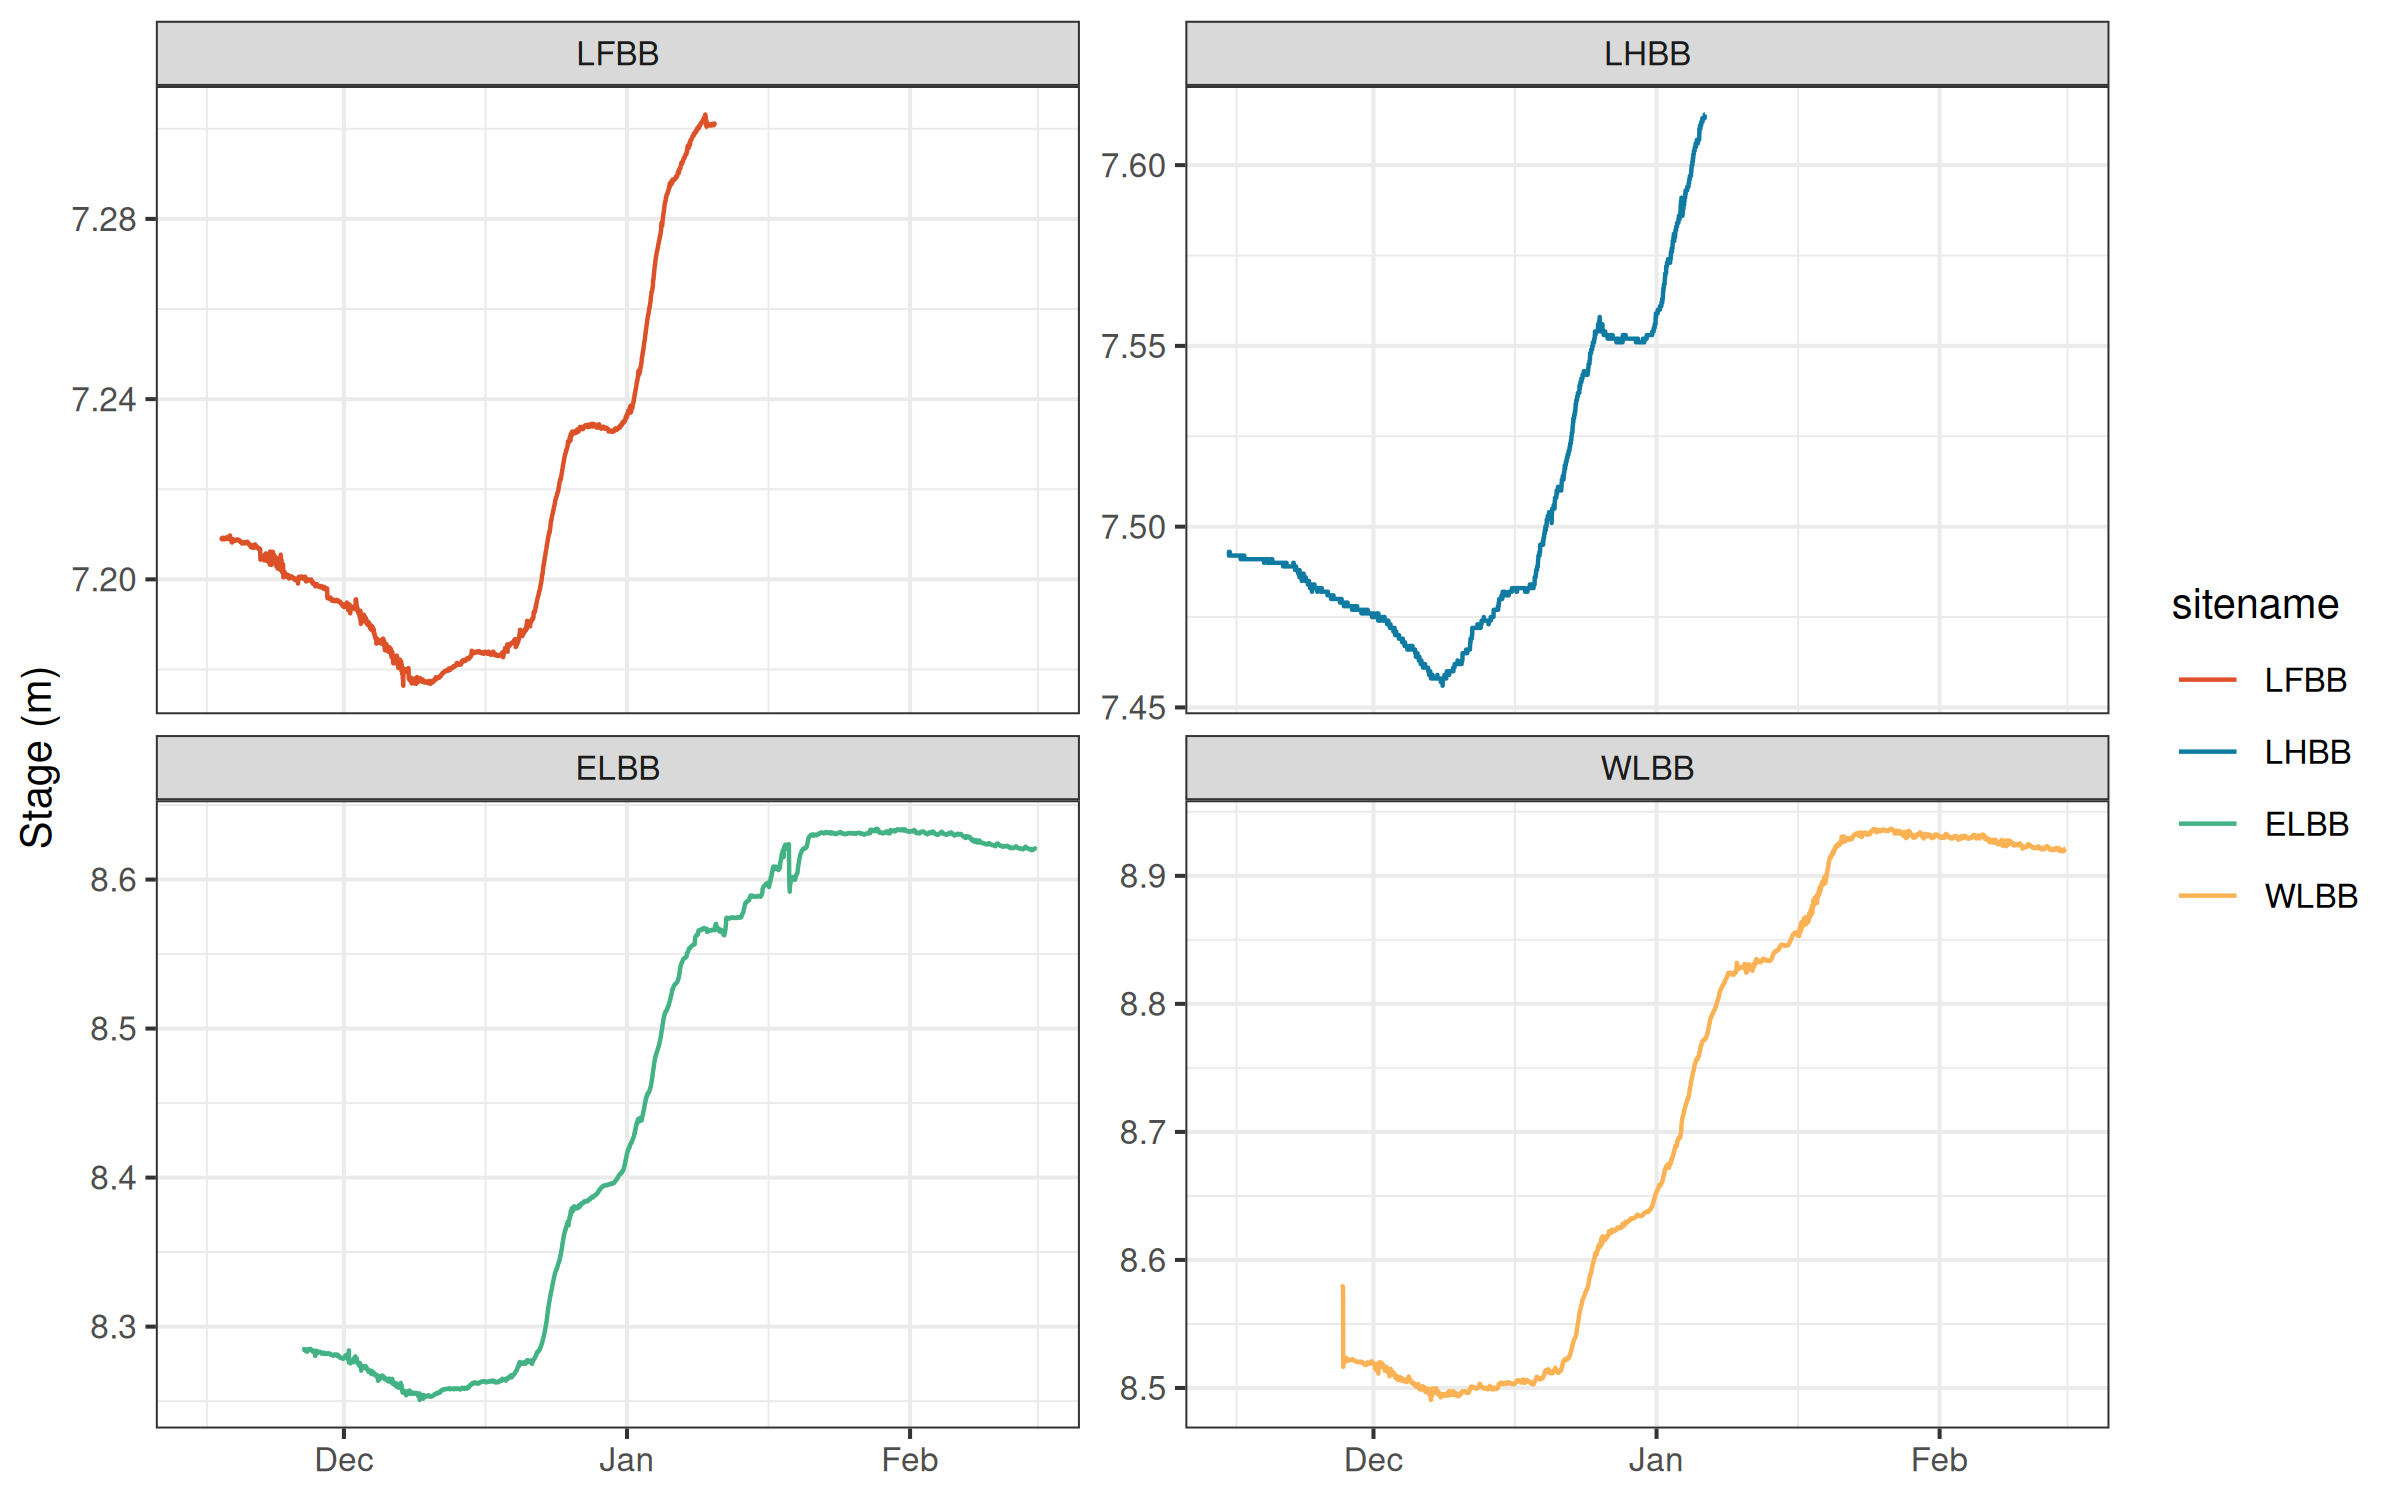 LFBB
LHBB
7.28
7.24
7.20
7.60
7.55
7.50
7.45
Stage (m)
ELBB
WLBB
8.6
8.5
8.4
8.3
8.9
8.8
8.7
8.6
8.5
Dec Jan Feb
Dec Jan Feb
sitename
LFBB
LHBB
ELBB
WLBB